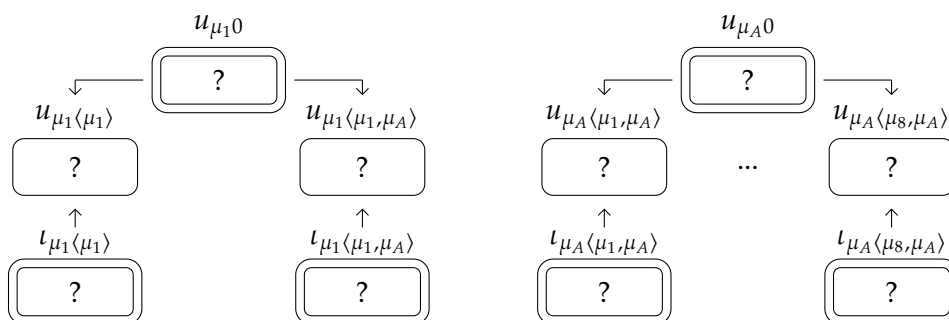 u_{μ_1 0} u_{μ_A 0}
? ?
u_{μ_1⟨μ_1⟩} u_{μ_1⟨μ_1,μ_A⟩} u_{μ_A⟨μ_1,μ_A⟩} u_{μ_A⟨μ_8,μ_A⟩}
? ? ? ... ?
ι_{μ_1⟨μ_1⟩} ι_{μ_1⟨μ_1,μ_A⟩} ι_{μ_A⟨μ_1,μ_A⟩} ι_{μ_A⟨μ_8,μ_A⟩}
? ? ? ?